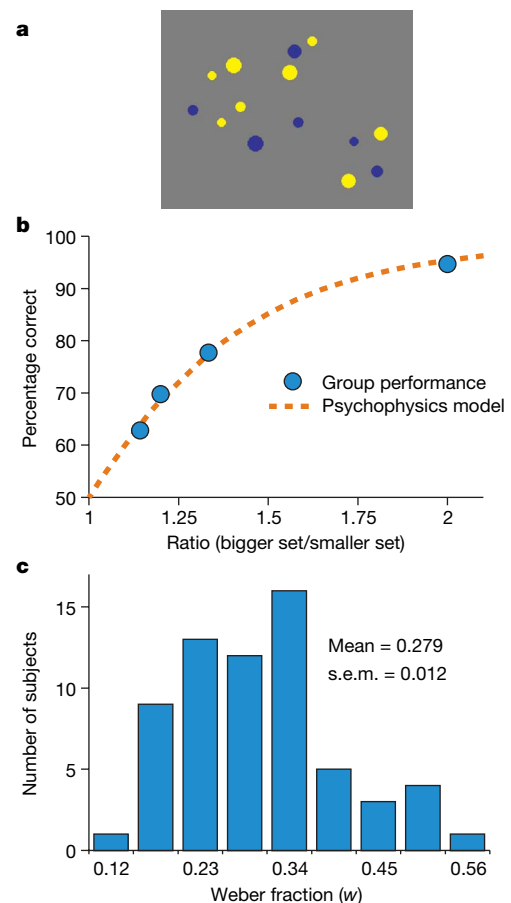 a
b
100
90
80
70
60
50
Percentage correct
Group performance
Psychophysics model
1
1.25
1.5
1.75
2
Ratio (bigger set/smaller set)
c
15
10
5
0
Number of subjects
Mean = 0.279
s.e.m. = 0.012
0.12
0.23
0.34
0.45
0.56
Weber fraction (w)